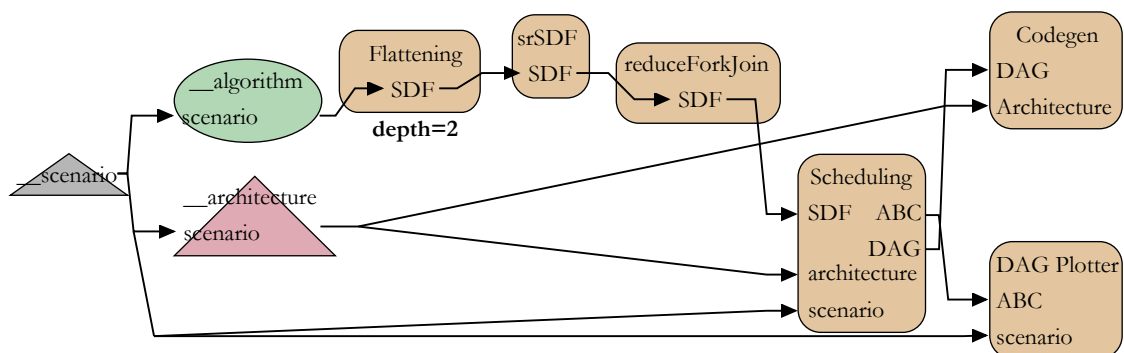 __scenario
__algorithm
scenario
__architecture
scenario
Flattening
SDF
depth=2
srSDF
SDF
reduceForkJoin
SDF
Scheduling
SDF ABC
DAG
architecture
scenario
Codegen
DAG
Architecture
DAG Plotter
ABC
scenario